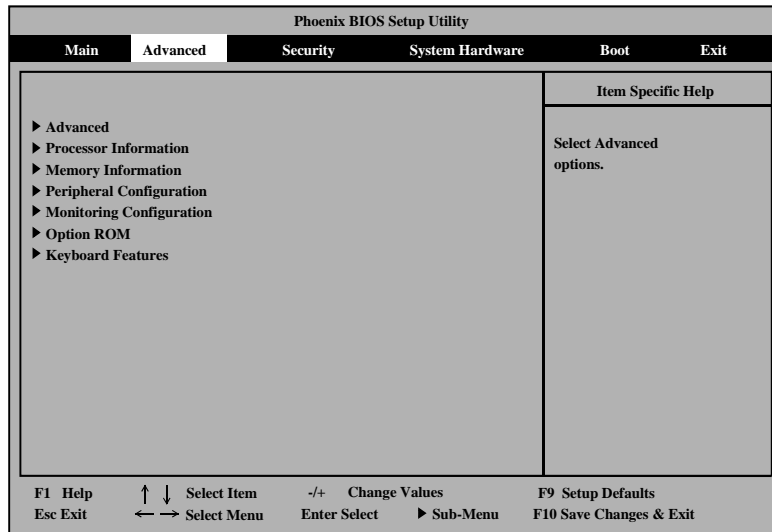 Phoenix BIOS Setup Utility
Main Advanced Security System Hardware Boot Exit
Item Specific Help
Advanced
Processor Information
Memory Information
Peripheral Configuration
Monitoring Configuration
Option ROM
Keyboard Features
Select Advanced
options.
F1 Help ↑ ↓ Select Item -/+ Change Values F9 Setup Defaults
Esc Exit ← → Select Menu Enter Select ▶ Sub-Menu F10 Save Changes & Exit